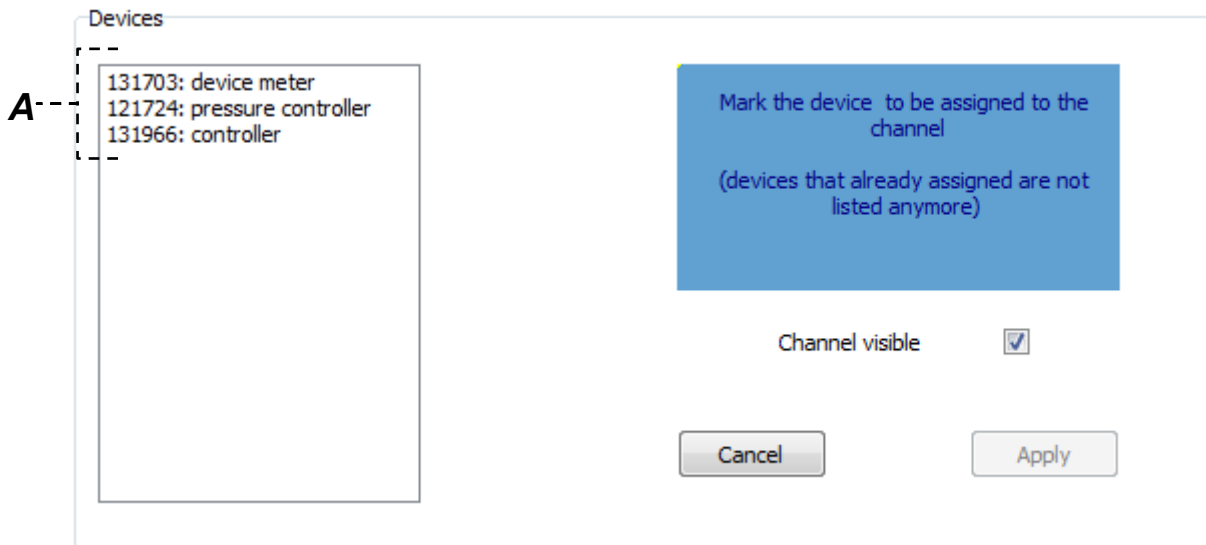 Devices
A
131703: device meter
121724: pressure controller
131966: controller
Mark the device  to be assigned to the
channel
(devices that already assigned are not
listed anymore)
Channel visible
Cancel
Apply